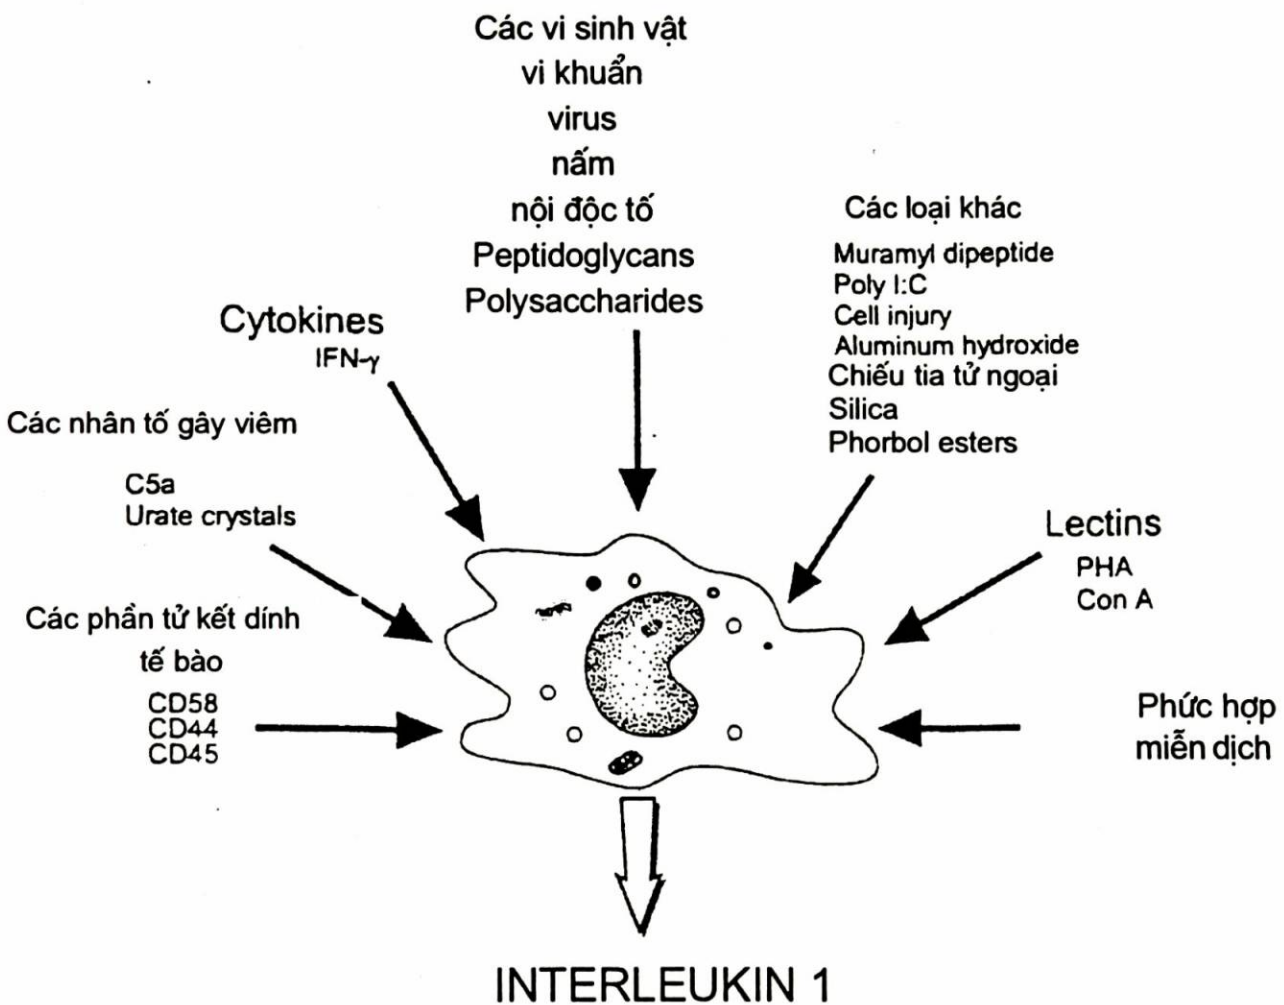 Các vi sinh vật
vi khuẩn
virus
nấm
nội độc tố
Peptidoglycans
Polysaccharides
Các loại khác
Muramyl dipeptide
Poly I:C
Cell injury
Aluminum hydroxide
Chiếu tia tử ngoại
Silica
Phorbol esters
Cytokines
IFN-γ
Các nhân tố gây viêm
C5a
Urate crystals
Lectins
PHA
Con A
Các phần tử kết dính
tế bào
CD58
CD44
CD45
Phức hợp
miễn dịch
INTERLEUKIN 1